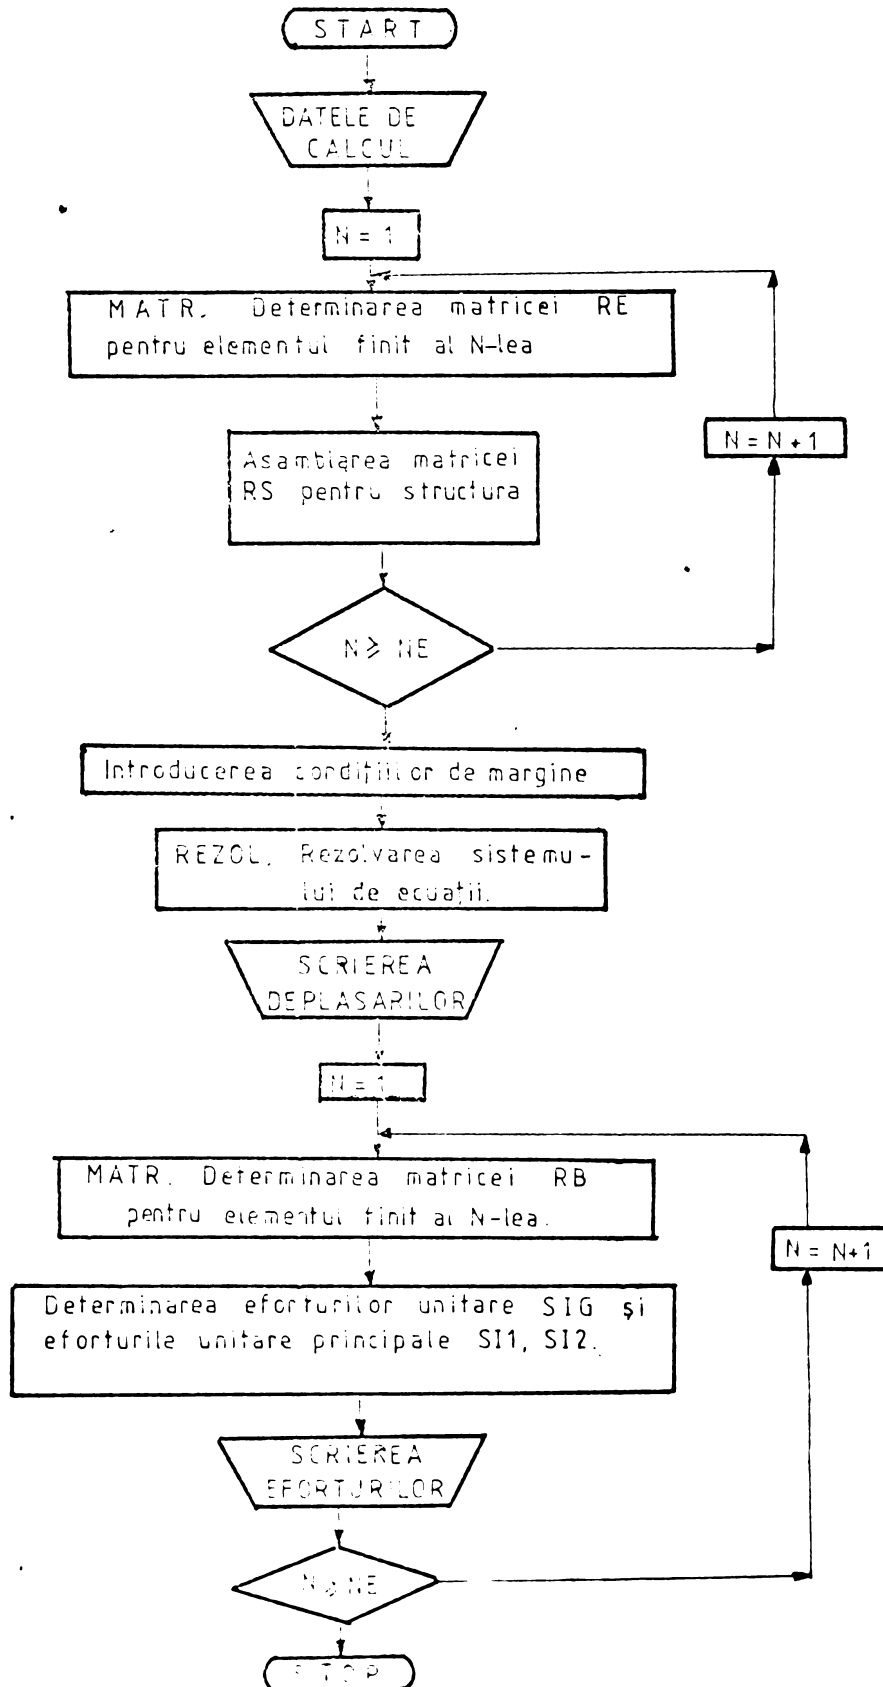 START
DATELE DE
CALCUL
N = 1
MATR. Determinarea matricei RE
pentru elementul finit al N-lea
N = N + 1
Asamblarea matricei
RS pentru structura
N ⩾ NE
Introducerea condițiilor de margine
REZOL. Rezolvarea sistemu-
lui de ecuații.
SCRIEREA
DEPLASARILOR
N = 1
MATR. Determinarea matricei RB
pentru elementul finit al N-lea.
N = N+1
Determinarea eforturilor unitare SIG și
eforturile unitare principale SI1, SI2.
SCRIEREA
EFORTURILOR
N ⩾ NE
STOP